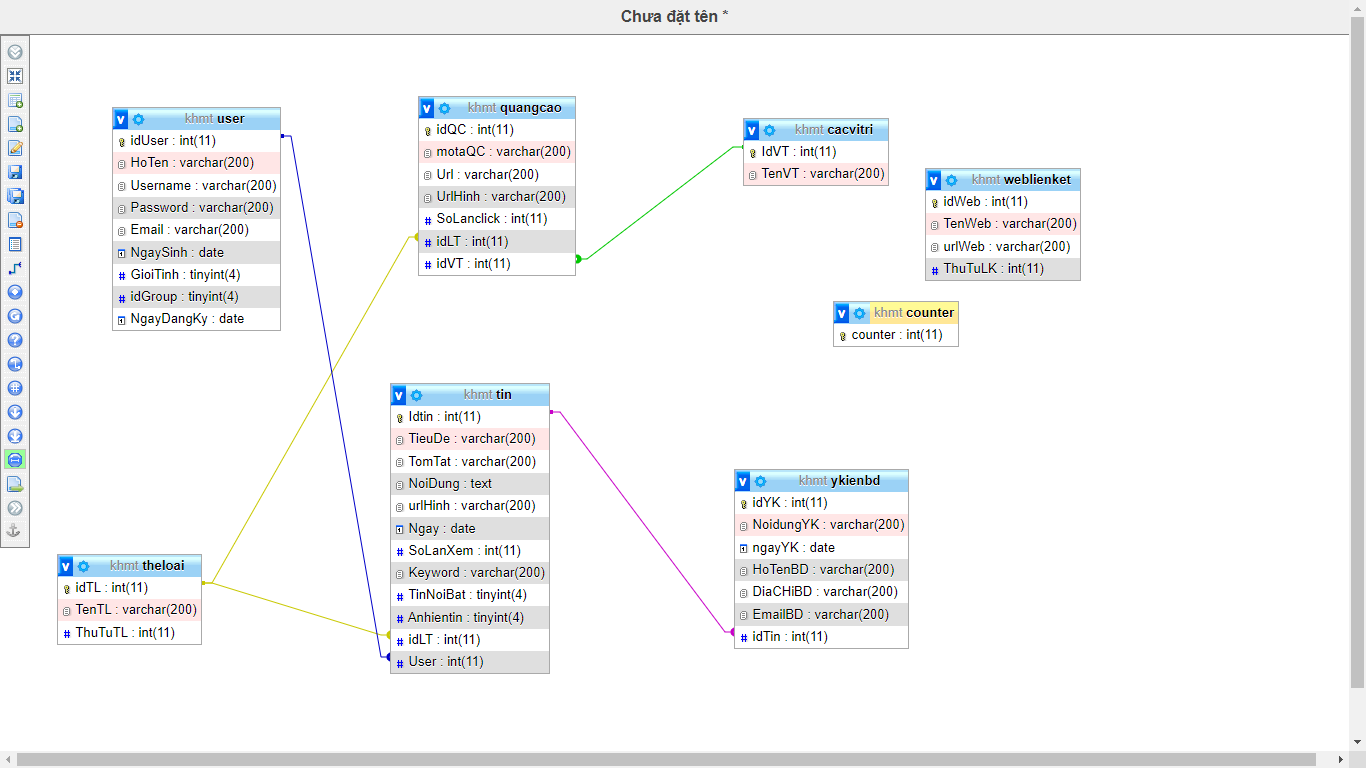 Chưa đặt tên *
khmt user
idUser : int(11)
HoTen : varchar(200)
Username : varchar(200)
Password : varchar(200)
Email : varchar(200)
NgaySinh : date
GioiTinh : tinyint(4)
idGroup : tinyint(4)
NgayDangKy : date
khmt quangcao
idQC : int(11)
motaQC : varchar(200)
Url : varchar(200)
UrlHinh : varchar(200)
SoLanclick : int(11)
idLT : int(11)
idVT : int(11)
khmt cacvitri
IdVT : int(11)
TenVT : varchar(200)
khmt weblienket
idWeb : int(11)
TenWeb : varchar(200)
urlWeb : varchar(200)
ThuTuLK : int(11)
khmt counter
counter : int(11)
khmt tin
Idtin : int(11)
TieuDe : varchar(200)
TomTat : varchar(200)
NoiDung : text
urlHinh : varchar(200)
Ngay : date
SoLanXem : int(11)
Keyword : varchar(200)
TinNoiBat : tinyint(4)
Anhientin : tinyint(4)
idLT : int(11)
User : int(11)
khmt ykienbd
idYK : int(11)
NoidungYK : varchar(200)
ngayYK : date
HoTenBD : varchar(200)
DiaCHiBD : varchar(200)
EmailBD : varchar(200)
idTin : int(11)
khmt theloai
idTL : int(11)
TenTL : varchar(200)
ThuTuTL : int(11)